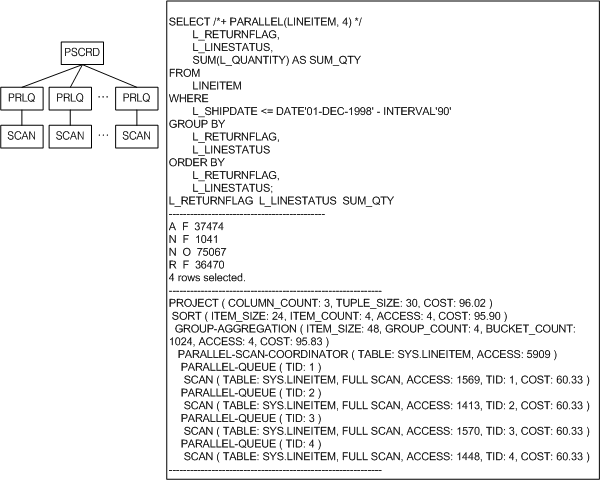 PSCRD
PRLQ PRLQ ... PRLQ
SCAN SCAN ... SCAN
SELECT /*+ PARALLEL(LINEITEM, 4) */
L_RETURNFLAG,
L_LINESTATUS,
SUM(L_QUANTITY) AS SUM_QTY
FROM
LINEITEM
WHERE
L_SHIPDATE <= DATE'01-DEC-1998' - INTERVAL'90'
GROUP BY
L_RETURNFLAG,
L_LINESTATUS
ORDER BY
L_RETURNFLAG,
L_LINESTATUS;
L_RETURNFLAG L_LINESTATUS SUM_QTY
--------------------------------------------
A F 37474
N F 1041
N O 75067
R F 36470
4 rows selected.
------------------------------------------------------------
PROJECT ( COLUMN_COUNT: 3, TUPLE_SIZE: 30, COST: 96.02 )
SORT ( ITEM_SIZE: 24, ITEM_COUNT: 4, ACCESS: 4, COST: 95.90 )
GROUP-AGGREGATION ( ITEM_SIZE: 48, GROUP_COUNT: 4, BUCKET_COUNT:
1024, ACCESS: 4, COST: 95.83 )
PARALLEL-SCAN-COORDINATOR ( TABLE: SYS.LINEITEM, ACCESS: 5909 )
PARALLEL-QUEUE ( TID: 1 )
SCAN ( TABLE: SYS.LINEITEM, FULL SCAN, ACCESS: 1569, TID: 1, COST: 60.33 )
PARALLEL-QUEUE ( TID: 2 )
SCAN ( TABLE: SYS.LINEITEM, FULL SCAN, ACCESS: 1413, TID: 2, COST: 60.33 )
PARALLEL-QUEUE ( TID: 3 )
SCAN ( TABLE: SYS.LINEITEM, FULL SCAN, ACCESS: 1570, TID: 3, COST: 60.33 )
PARALLEL-QUEUE ( TID: 4 )
SCAN ( TABLE: SYS.LINEITEM, FULL SCAN, ACCESS: 1448, TID: 4, COST: 60.33 )
------------------------------------------------------------